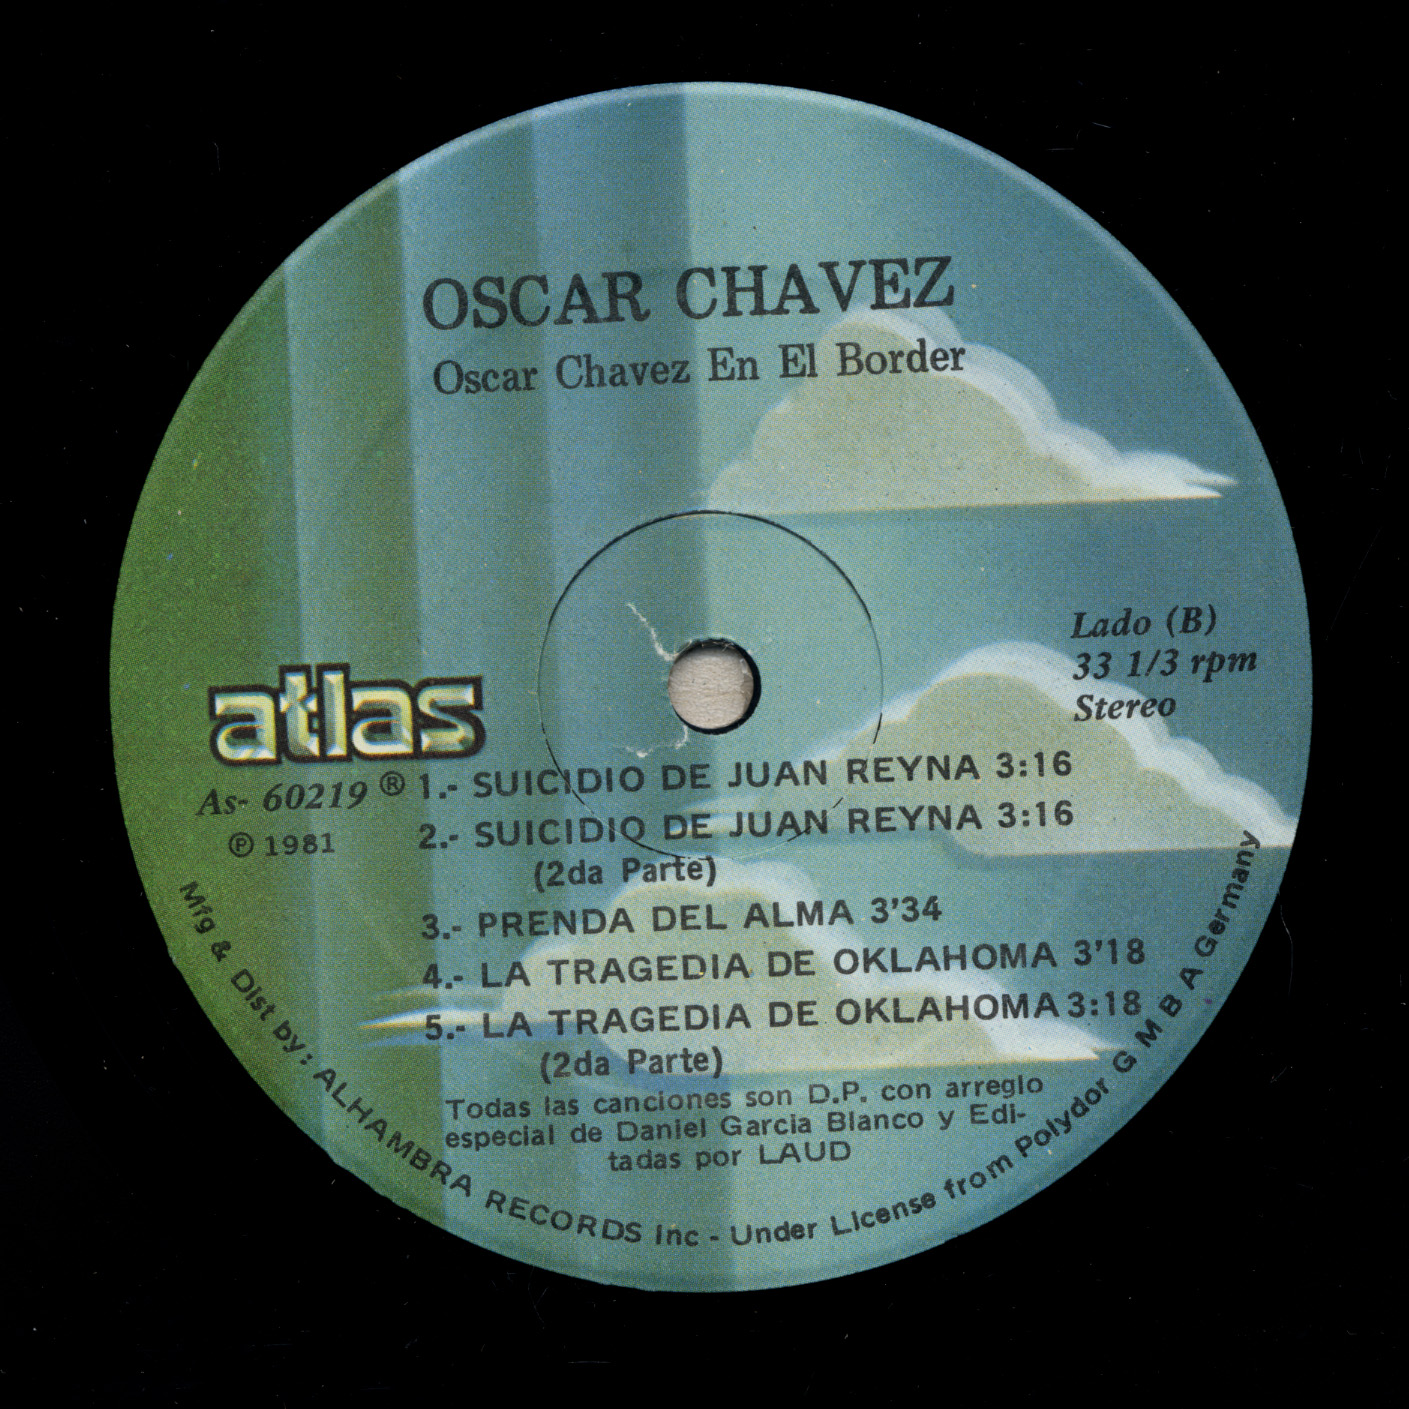 OSCAR CHAVEZ
Oscar Chavez En El Border
Lado (B)
33 1/3 rpm
Stereo
atlas
As- 60219 ®
℗ 1981
1.- SUICIDIO DE JUAN REYNA 3:16
2.- SUICIDIO DE JUAN REYNA 3:16
(2da Parte)
3.- PRENDA DEL ALMA 3'34
4.- LA TRAGEDIA DE OKLAHOMA 3'18
5.- LA TRAGEDIA DE OKLAHOMA 3:18
(2da Parte)
Todas las canciones son D.P. con arreglo
especial de Daniel Garcia Blanco y Edi-
tadas por LAUD
Mfg & Dist by: ALHAMBRA RECORDS Inc - Under License from Polydor G M B A Germany